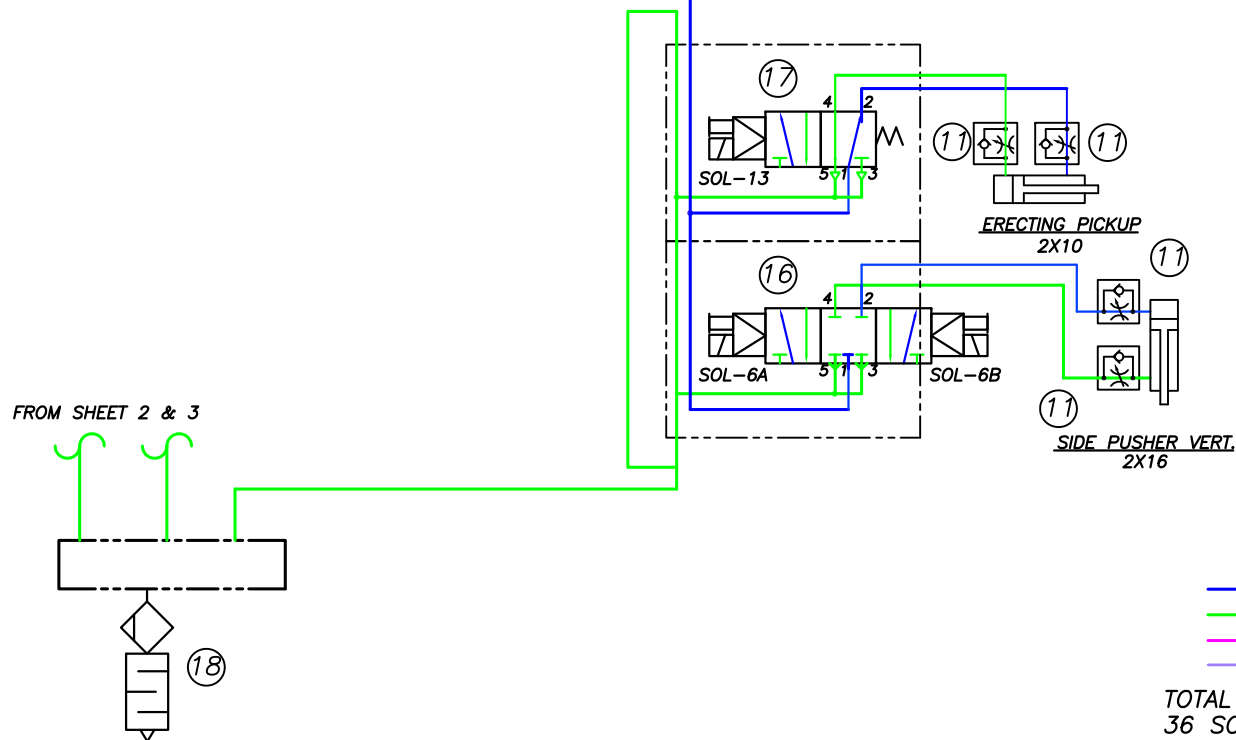 17
4 2
11 11
SOL-13
5 1 3
ERECTING PICKUP
2X10
11
16
4 2
SOL-6A
5 1 3
SOL-6B
11
SIDE PUSHER VERT.
2X16
FROM SHEET 2 & 3
18
TOTAL
36 SO